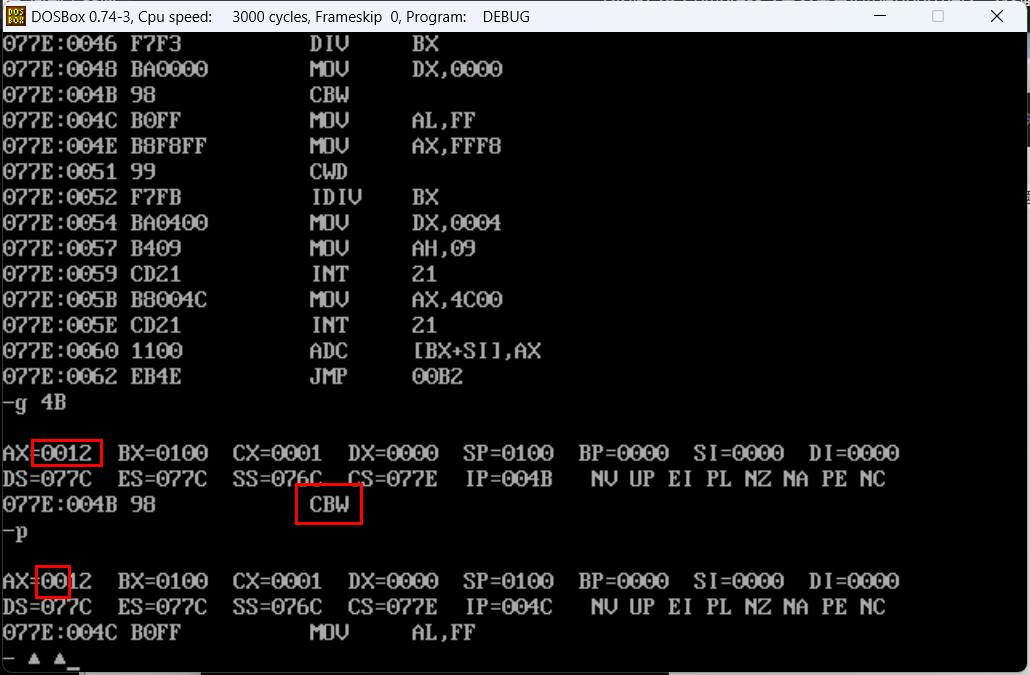 DOS BOX DOSBox 0.74-3, Cpu speed: 3000 cycles, Frameskip 0, Program: DEBUG
077E:0046 F7F3 DIV BX
077E:0048 BA0000 MOV DX,0000
077E:004B 98 CBW
077E:004C B0FF MOV AL,FF
077E:004E B8F8FF MOV AX,FFF8
077E:0051 99 CWD
077E:0052 F7FB IDIV BX
077E:0054 BA0400 MOV DX,0004
077E:0057 B409 MOV AH,09
077E:0059 CD21 INT 21
077E:005B B8004C MOV AX,4C00
077E:005E CD21 INT 21
077E:0060 1100 ADC [BX+SI],AX
077E:0062 EB4E JMP 00B2
-g 4B
AX=0012 BX=0100 CX=0001 DX=0000 SP=0100 BP=0000 SI=0000 DI=0000
DS=077C ES=077C SS=076C CS=077E IP=004B NV UP EI PL NZ NA PE NC
077E:004B 98 CBW
-p
AX=0012 BX=0100 CX=0001 DX=0000 SP=0100 BP=0000 SI=0000 DI=0000
DS=077C ES=077C SS=076C CS=077E IP=004C NV UP EI PL NZ NA PE NC
077E:004C B0FF MOV AL,FF
- ▲ ▲_